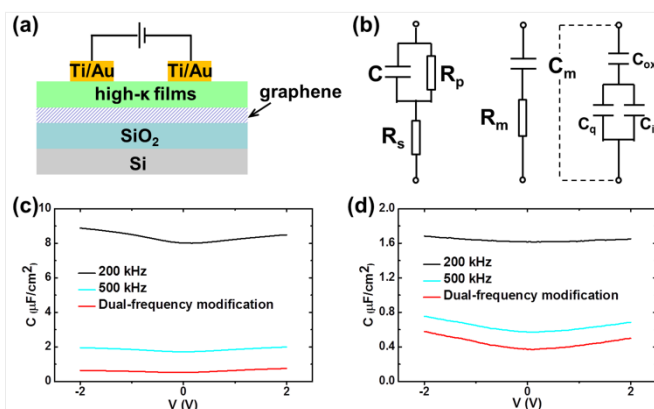 (a)
Ti/Au Ti/Au
high-κ films
graphene
SiO2
Si
(b)
C Rp
Rs
Cm
Rm
Cox
Cq Ci
(c)
C (μF/cm2)
8
6
4
2
0
200 kHz
500 kHz
Dual-frequency modification
-2 0 2
V (V)
(d)
C (μF/cm2)
2.0
1.6
1.2
0.8
0.4
0.0
200 kHz
500 kHz
Dual-frequency modification
-2 0 2
V (V)